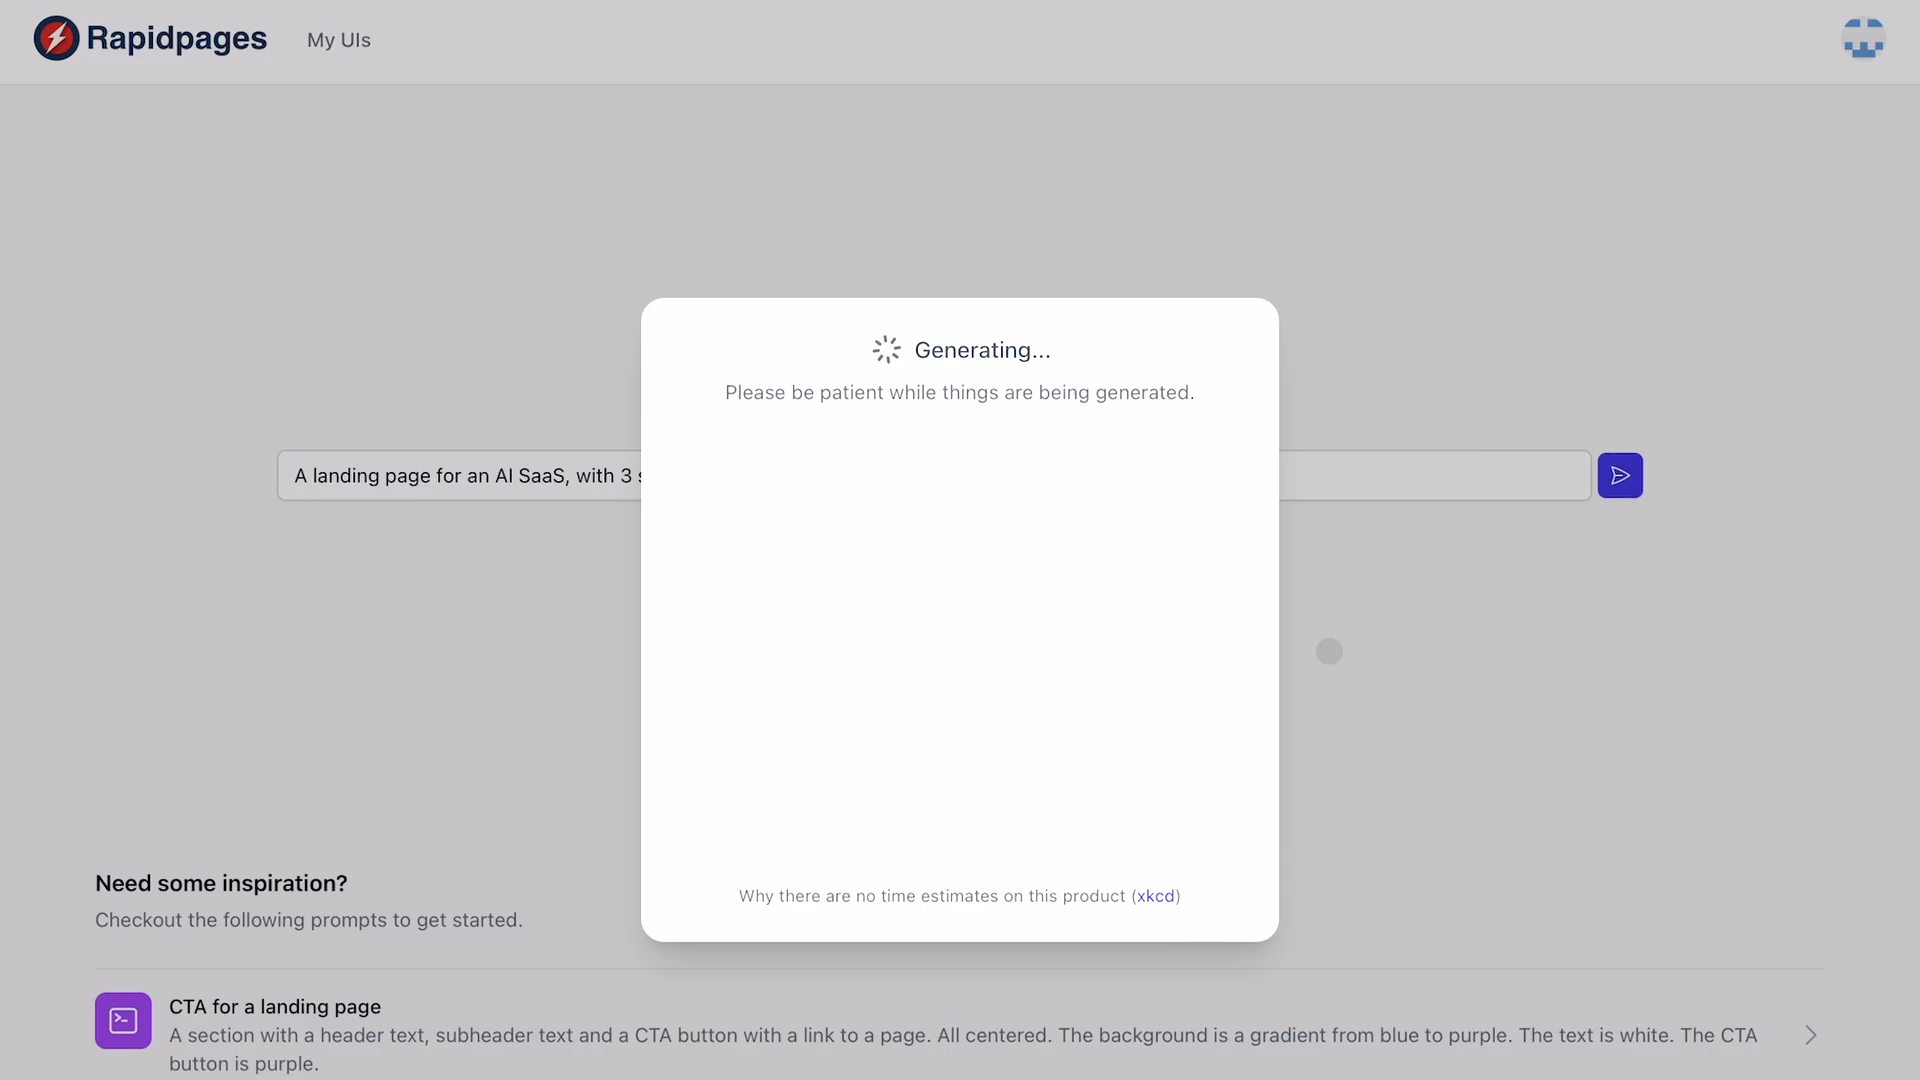 Rapidpages
My UIs
Generating...
Please be patient while things are being generated.
A landing page for an AI SaaS, with 3
Why there are no time estimates on this product (xkcd)
Need some inspiration?
Checkout the following prompts to get started.
CTA for a landing page
A section with a header text, subheader text and a CTA button with a link to a page. All centered. The background is a gradient from blue to purple. The text is white. The CTA
button is purple.